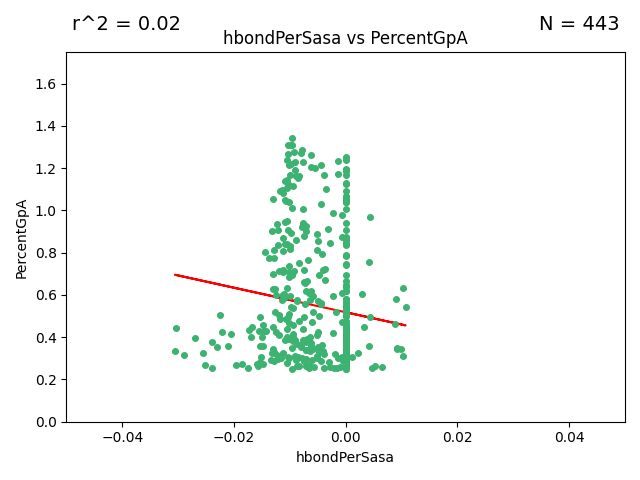 r^2 = 0.02
N = 443
hbondPerSasa vs PercentGpA
1.6
1.4
1.2
1.0
0.8
0.6
0.4
0.2
0.0
PercentGpA
−0.04
−0.02
0.00
0.02
0.04
hbondPerSasa